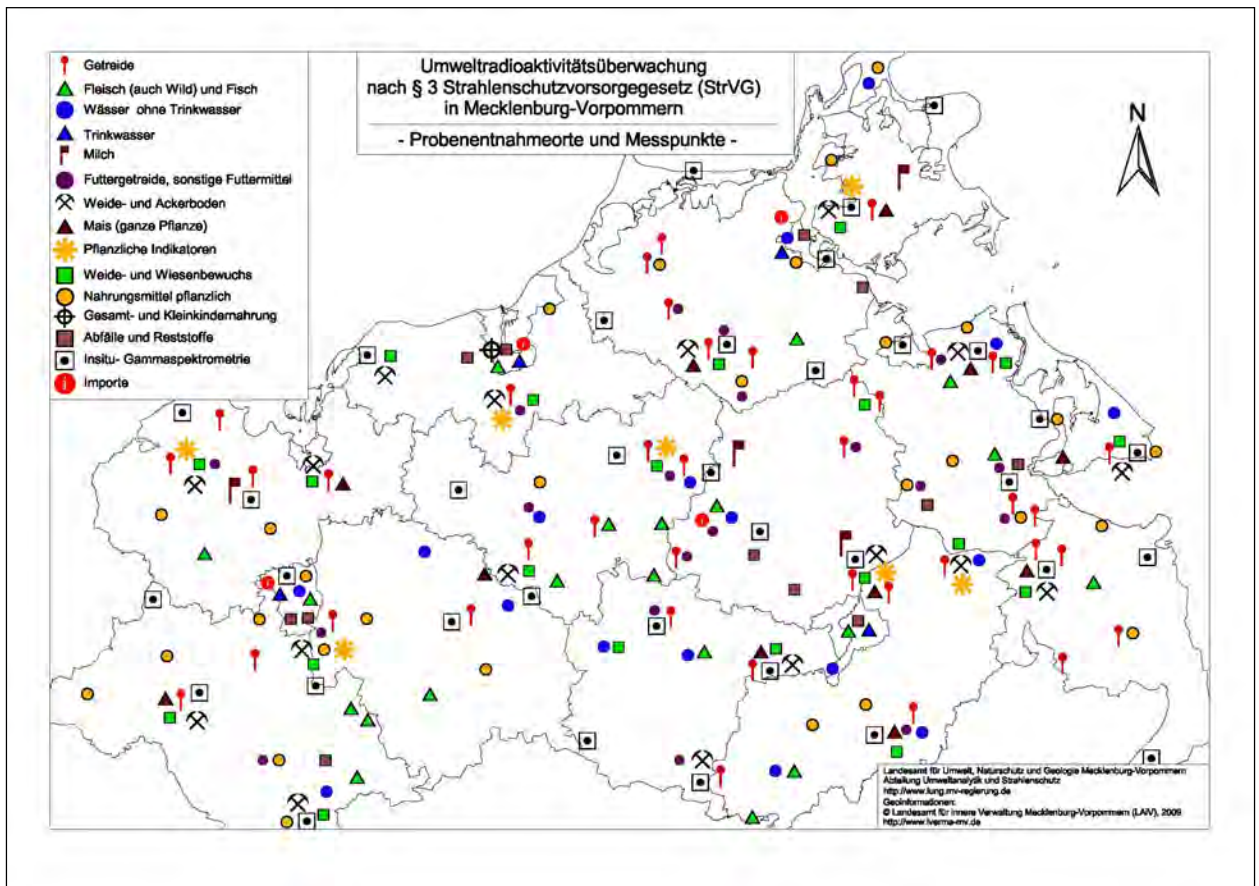 Getreide
Fleisch (auch Wild) und Fisch
Wässer ohne Trinkwasser
Trinkwasser
Milch
Futtergetreide, sonstige Futtermittel
Weide- und Ackerboden
Mais (ganze Pflanze)
Pflanzliche Indikatoren
Weide- und Wiesenbewuchs
Nahrungsmittel pflanzlich
Gesamt- und Kleinkindernahrung
Abfälle und Reststoffe
Insitu- Gammaspektrometrie
Importe
Umweltradioaktivitätsüberwachung
nach § 3 Strahlenschutzvorsorgegesetz (StrVG)
in Mecklenburg-Vorpommern
- Probenentnahmeorte und Messpunkte -
N
Landesamt für Umwelt, Naturschutz und Geologie Mecklenburg-Vorpommern
Abteilung Umweltanalytik und Strahlenschutz
http://www.lung.mv-regierung.de
Geoinformationen:
© Landesamt für innere Verwaltung Mecklenburg-Vorpommern (LAiV), 2009
http://www.lverma-mv.de